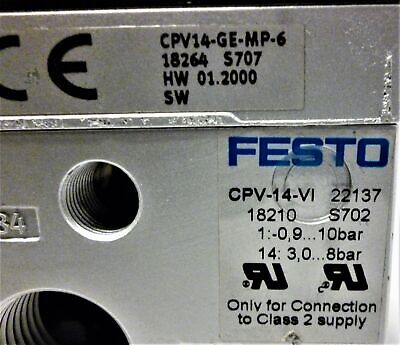 CPV14-GE-MP-6
18264 S707
HW 01.2000
SW
CE
FESTO
CPV-14-VI 22137
18210 S702
1:-0,9...10bar
14: 3,0...8bar
Only for Connection
to Class 2 supply
84